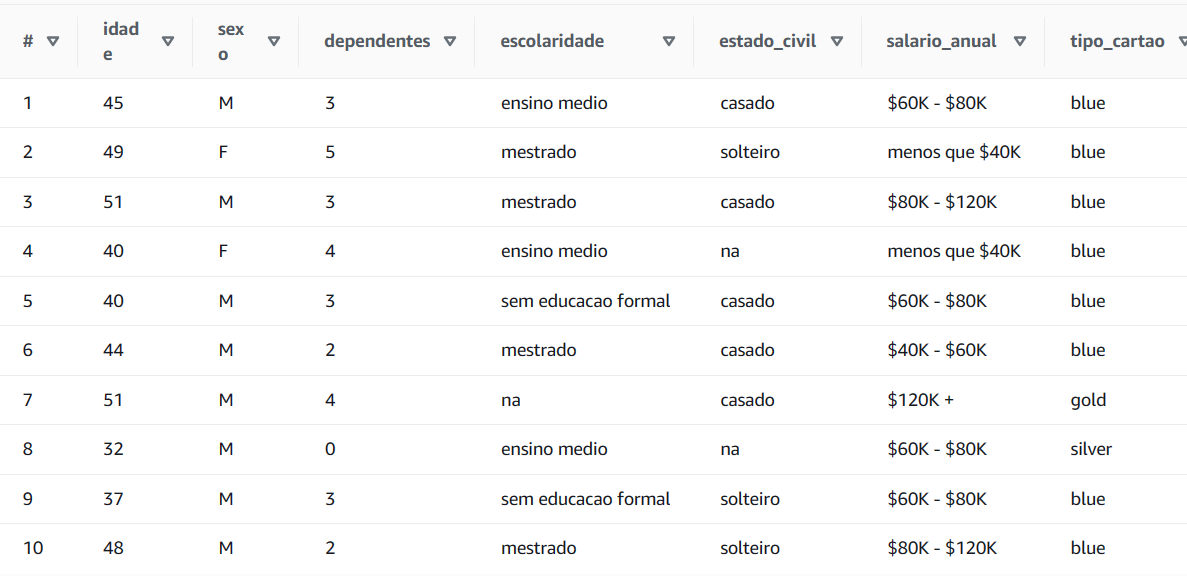 # idade sexo dependentes escolaridade estado_civil salario_anual tipo_cartao
1 45 M 3 ensino medio casado $60K - $80K blue
2 49 F 5 mestrado solteiro menos que $40K blue
3 51 M 3 mestrado casado $80K - $120K blue
4 40 F 4 ensino medio na menos que $40K blue
5 40 M 3 sem educacao formal casado $60K - $80K blue
6 44 M 2 mestrado casado $40K - $60K blue
7 51 M 4 na casado $120K + gold
8 32 M 0 ensino medio na $60K - $80K silver
9 37 M 3 sem educacao formal solteiro $60K - $80K blue
10 48 M 2 mestrado solteiro $80K - $120K blue